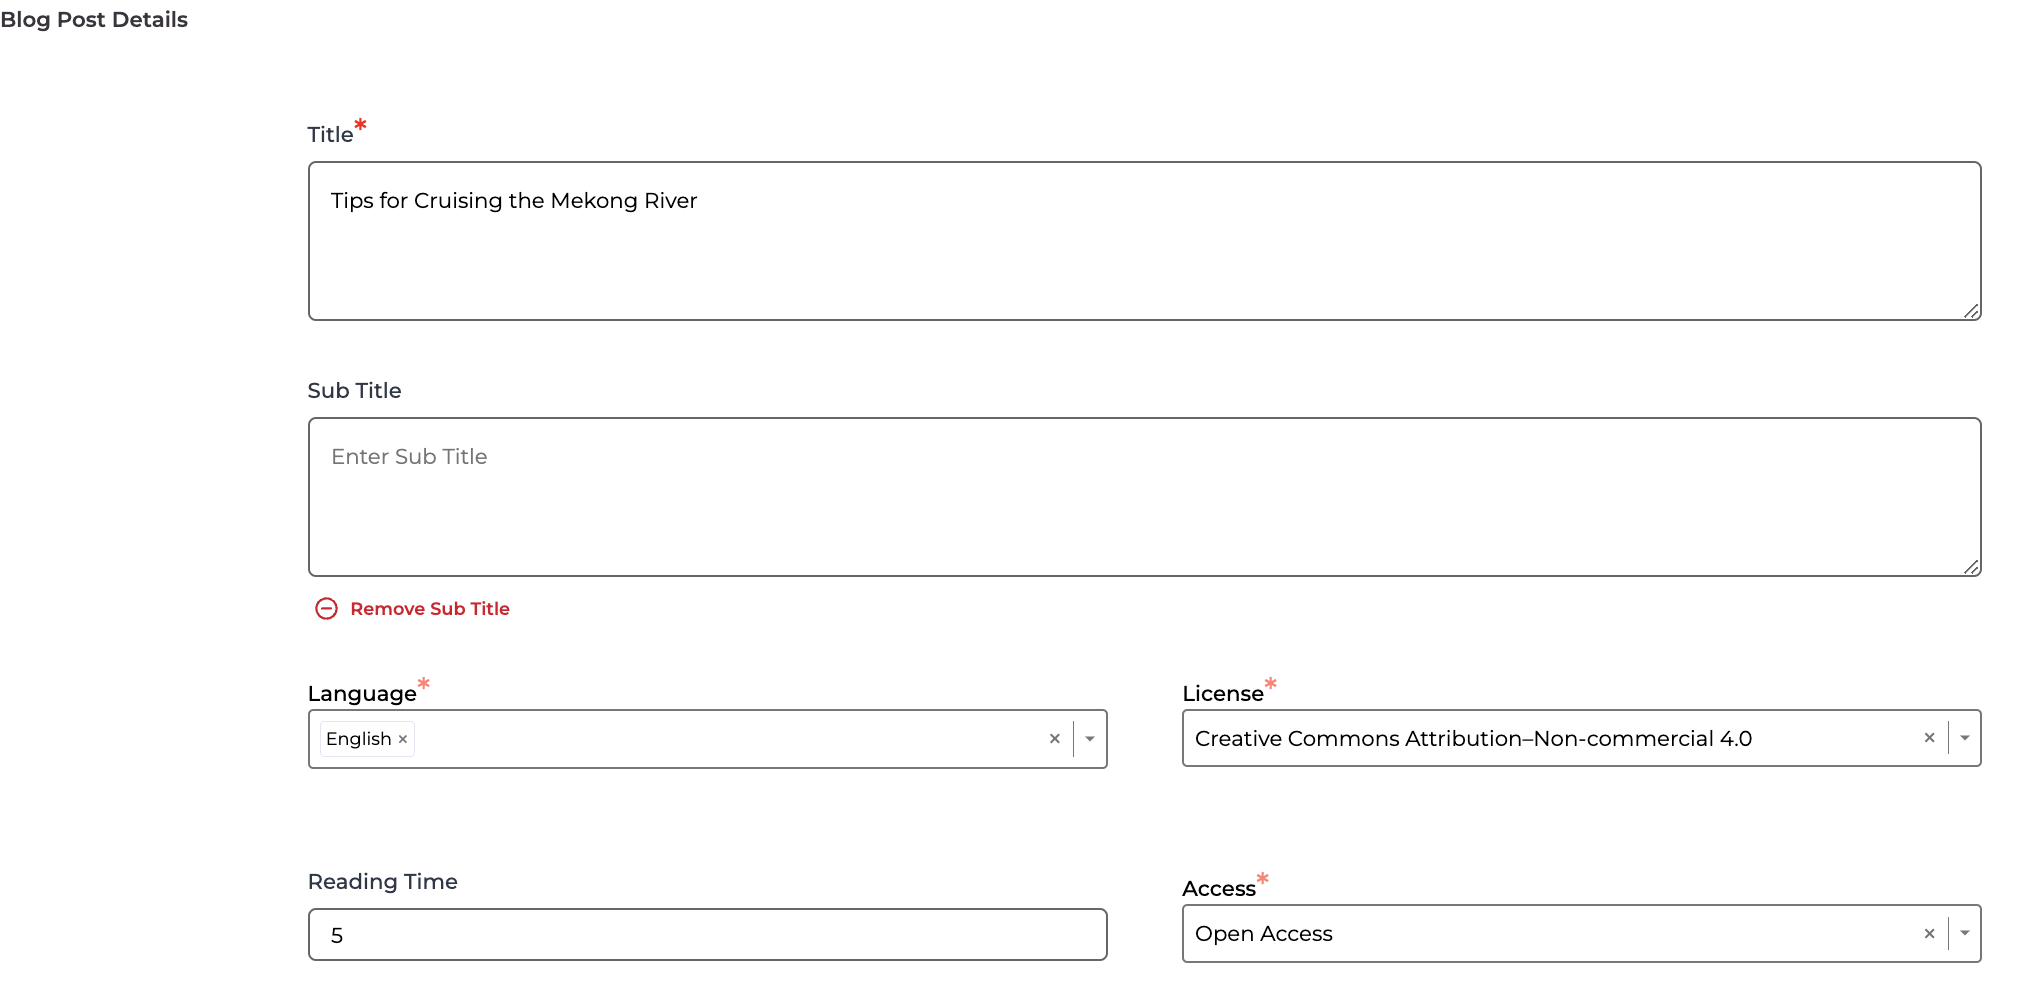 Blog Post Details
Title*
Tips for Cruising the Mekong River
Sub Title
Enter Sub Title
Remove Sub Title
Language*
English ×
License*
Creative Commons Attribution–Non-commercial 4.0
Reading Time
5
Access*
Open Access